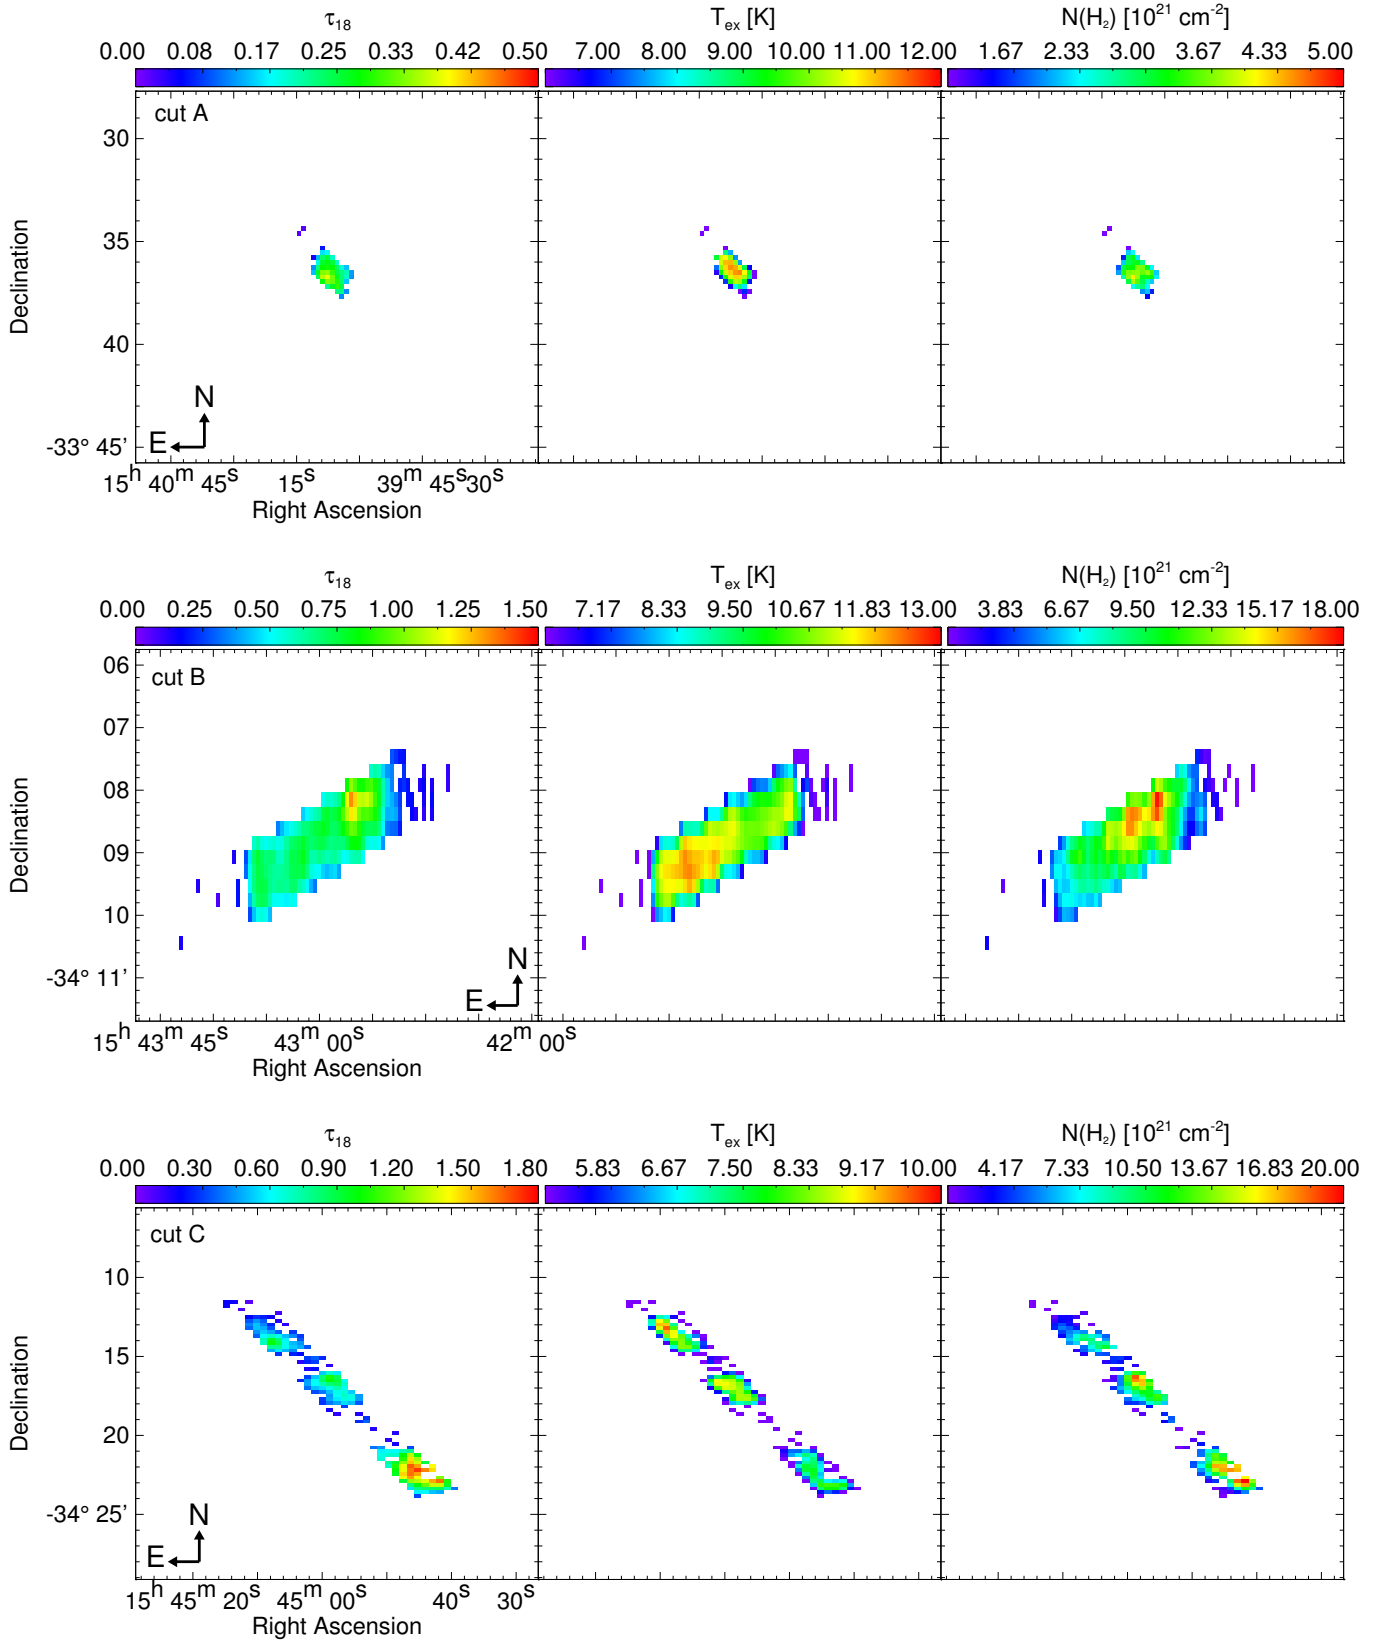 τ18 Tex [K] N(H2) [10^21 cm^-2]
0.00 0.08 0.17 0.25 0.33 0.42 0.50 7.00 8.00 9.00 10.00 11.00 12.00 1.67 2.33 3.00 3.67 4.33 5.00
cut A
30
35
40
-33° 45'
Declination
N
E
15h 40m 45s 15s 39m 45s 30s
Right Ascension
τ18 Tex [K] N(H2) [10^21 cm^-2]
0.00 0.25 0.50 0.75 1.00 1.25 1.50 7.17 8.33 9.50 10.67 11.83 13.00 3.83 6.67 9.50 12.33 15.17 18.00
cut B
06
07
08
09
10
-34° 11'
Declination
N
E
15h 43m 45s 43m 00s 42m 00s
Right Ascension
τ18 Tex [K] N(H2) [10^21 cm^-2]
0.00 0.30 0.60 0.90 1.20 1.50 1.80 5.83 6.67 7.50 8.33 9.17 10.00 4.17 7.33 10.50 13.67 16.83 20.00
cut C
10
15
20
-34° 25'
Declination
N
E
15h 45m 20s 45m 00s 40s 30s
Right Ascension